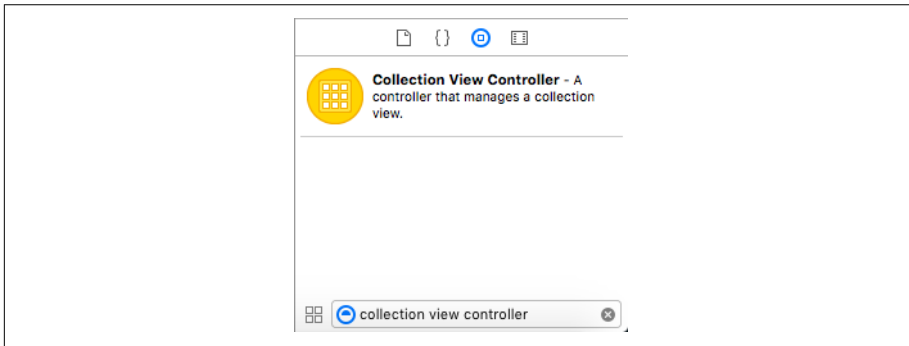 Collection View Controller - A
controller that manages a collection
view.
collection view controller